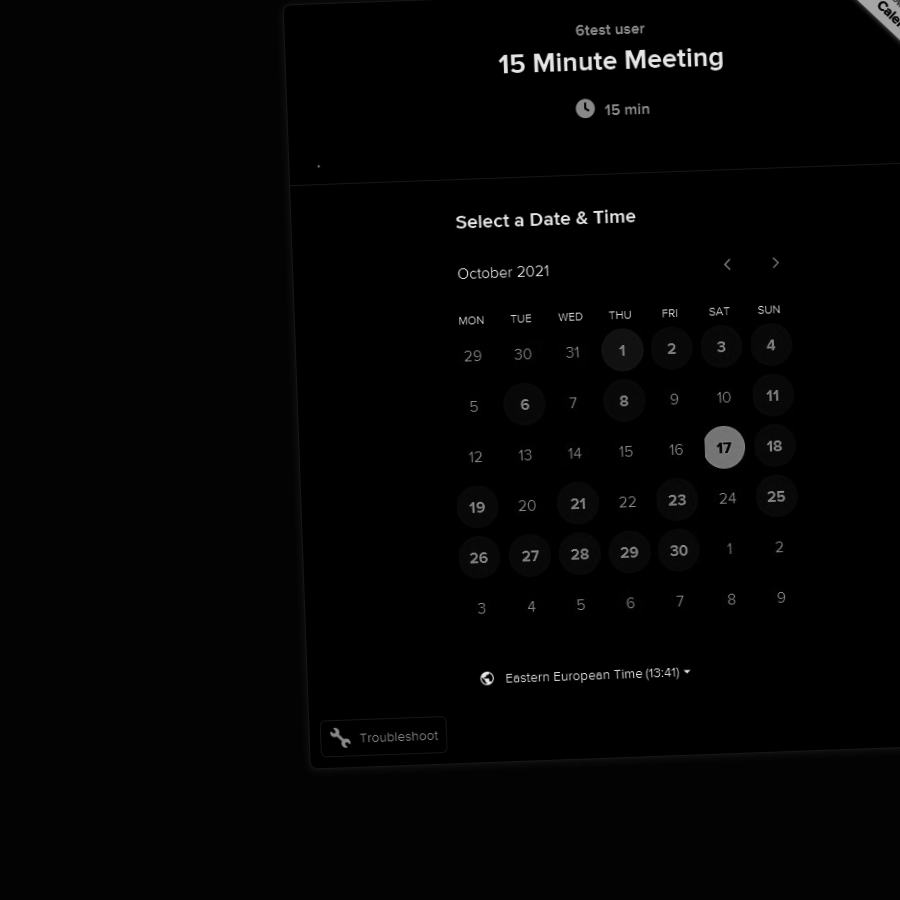 6test user
15 Minute Meeting
15 min
Select a Date & Time
October 2021
MON TUE WED THU FRI SAT SUN
29 30 31 1 2 3 4
5 6 7 8 9 10 11
12 13 14 15 16 17 18
19 20 21 22 23 24 25
26 27 28 29 30 1 2
3 4 5 6 7 8 9
Eastern European Time (13:41)
Troubleshoot